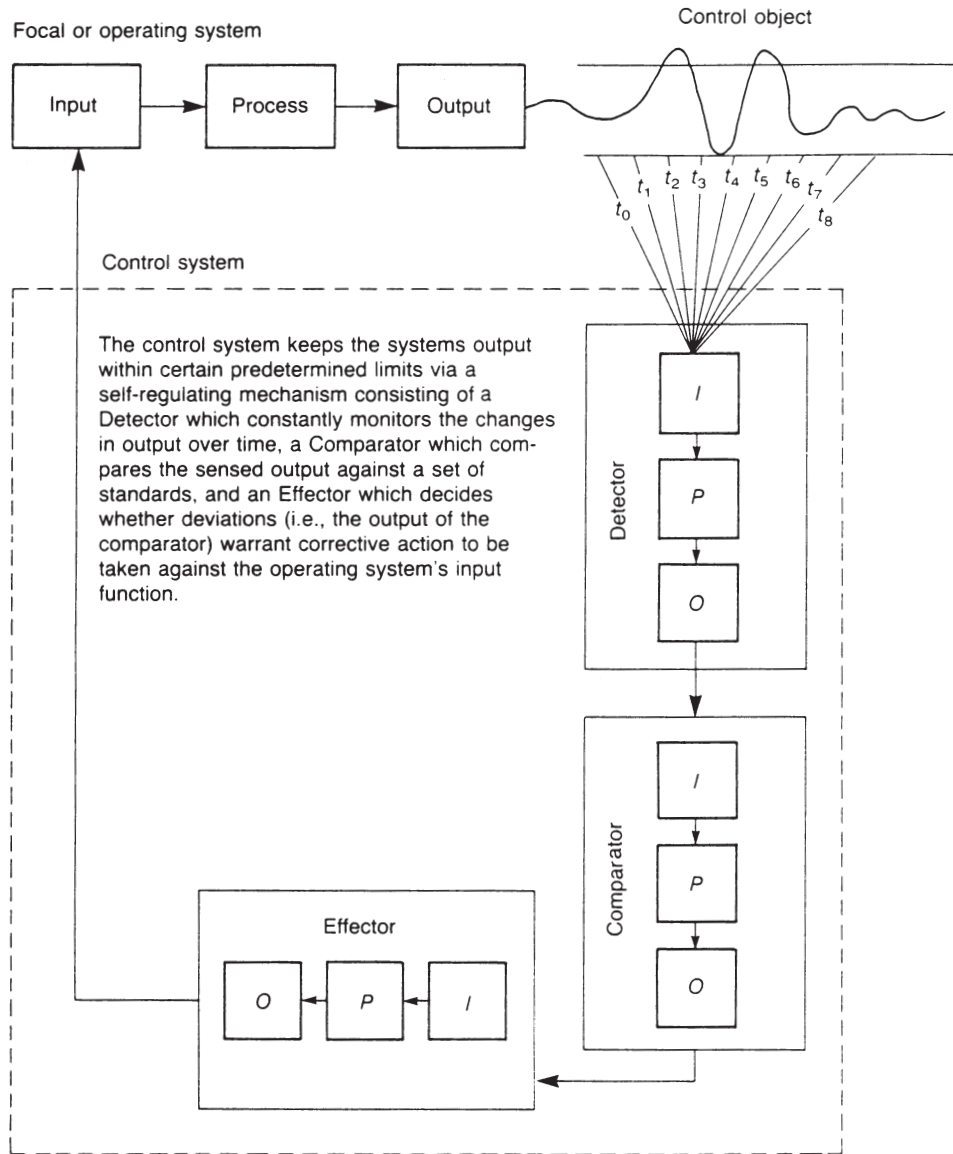 Control object
Focal or operating system
Input
Process
Output
t0
t1
t2
t3
t4
t5
t6
t7
t8
Control system
The control system keeps the systems output
within certain predetermined limits via a
self-regulating mechanism consisting of a
Detector which constantly monitors the changes
in output over time, a Comparator which com-
pares the sensed output against a set of
standards, and an Effector which decides
whether deviations (i.e., the output of the
comparator) warrant corrective action to be
taken against the operating system's input
function.
Detector
I
P
O
Comparator
I
P
O
Effector
O
P
I